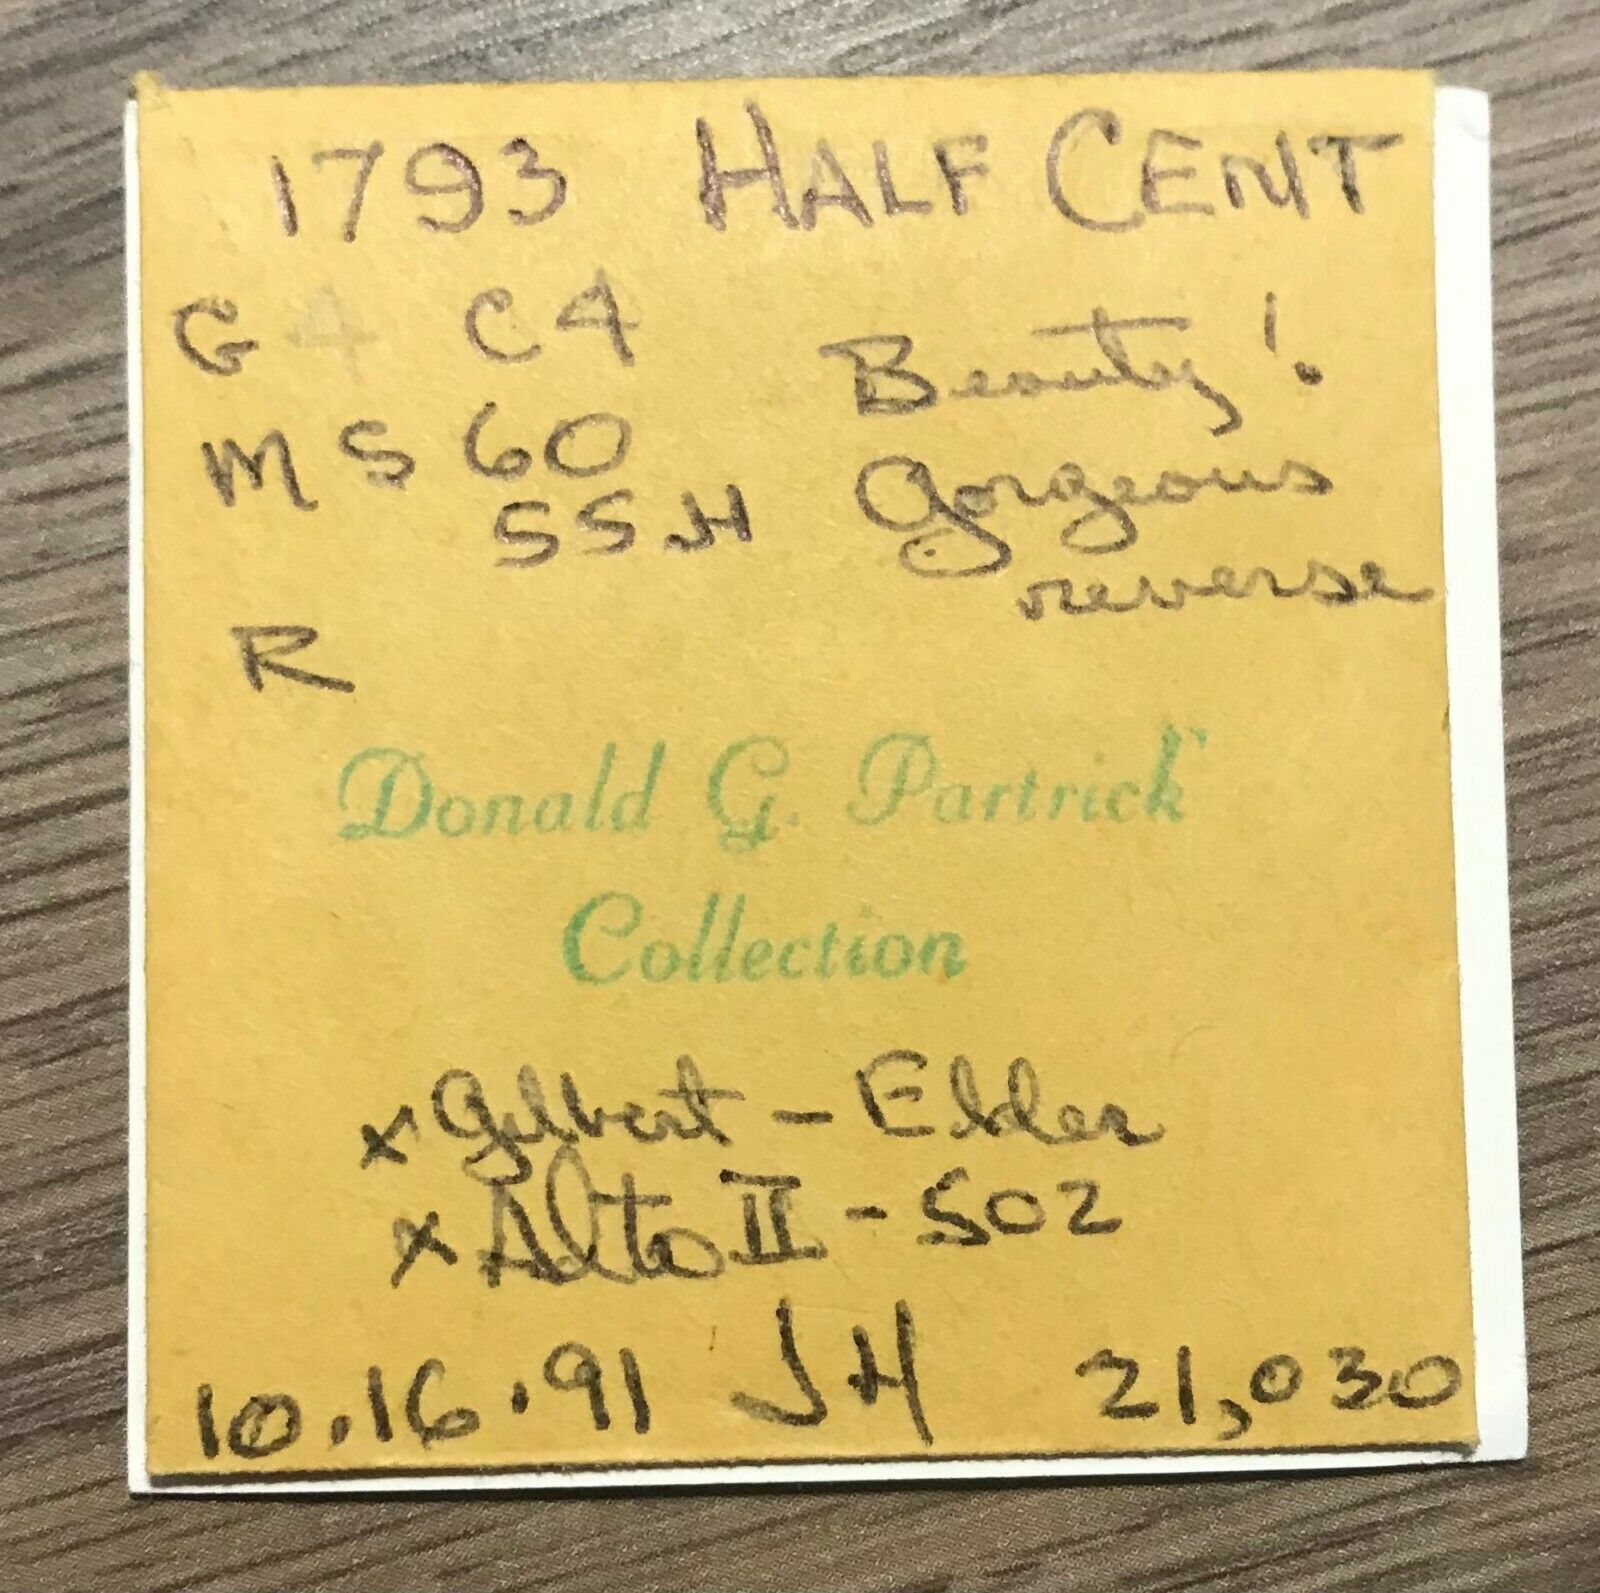 1793 HALF CENT
G 4 C4 Beauty!
MS 60 Gorgeous
55 JH reverse
R
Donald G. Partrick
Collection
x Gilbert - Elder
x Alto II - 502
10.16.91 JH 21,030